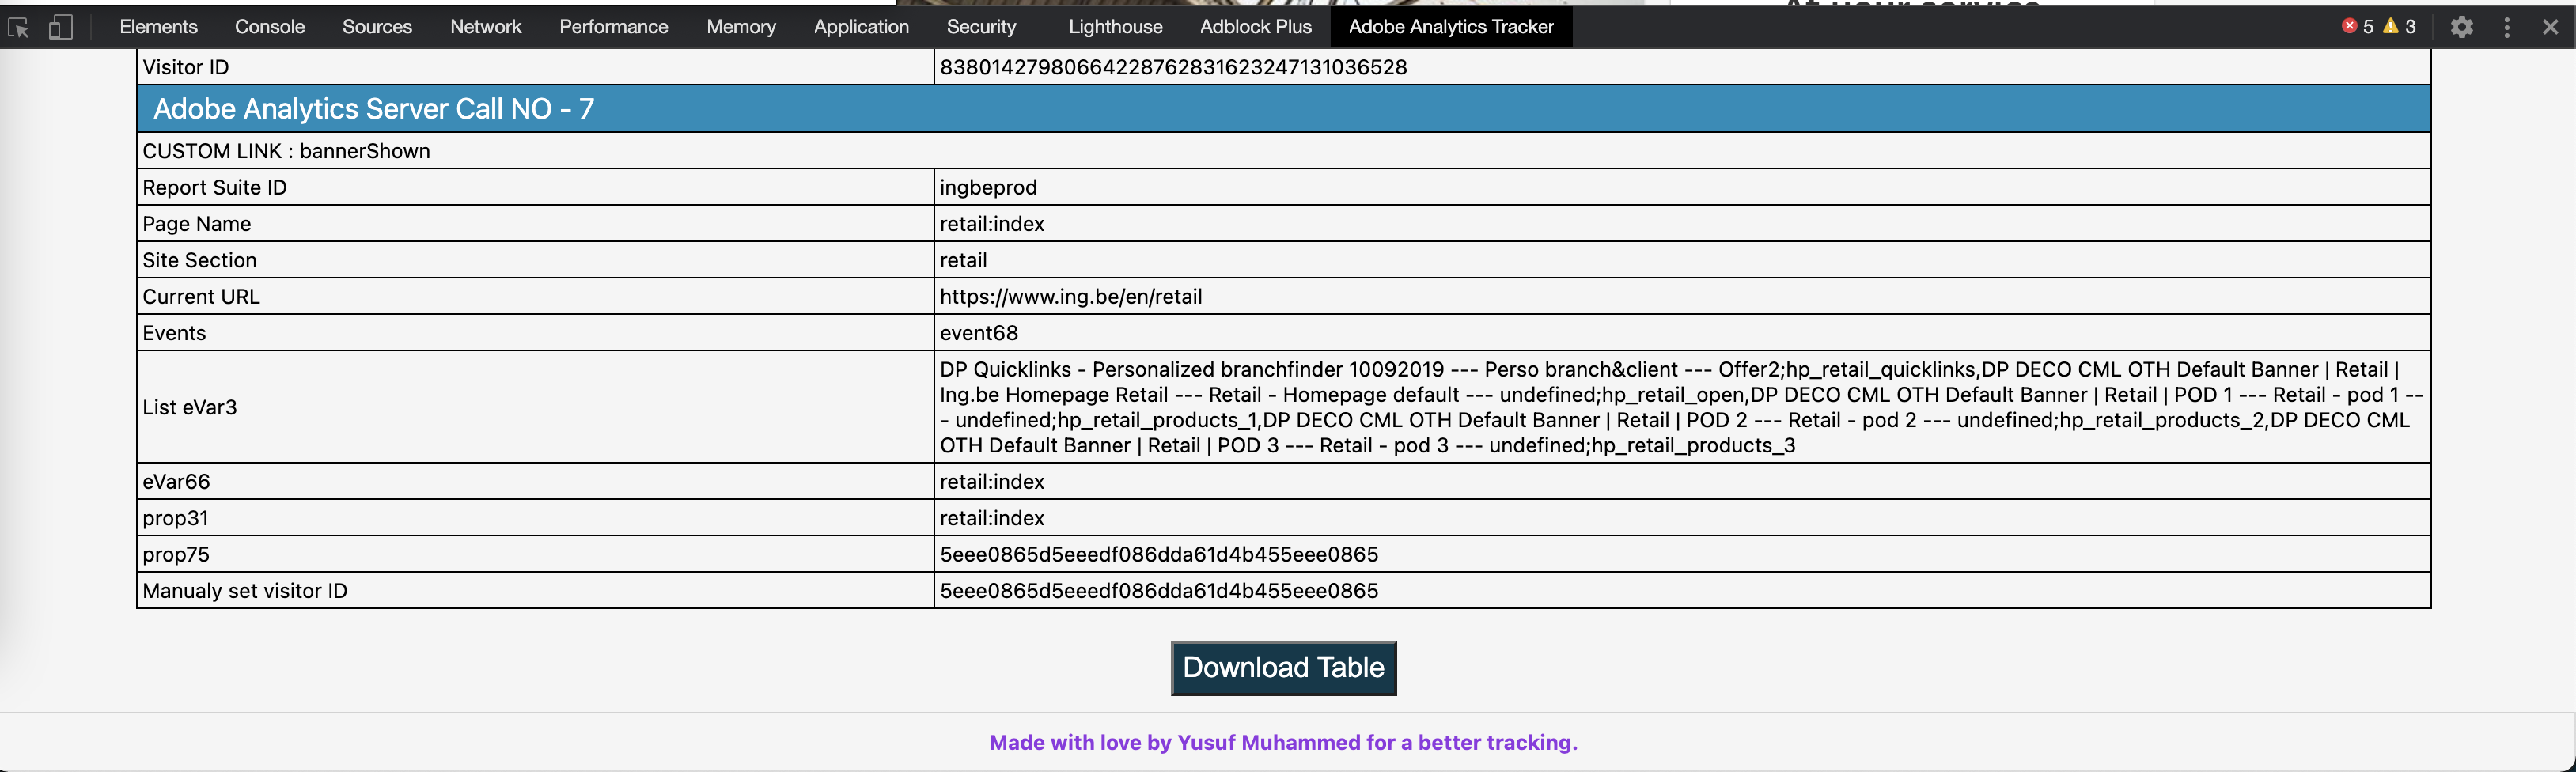 At your service
Elements Console Sources Network Performance Memory Application Security Lighthouse Adblock Plus Adobe Analytics Tracker 5 3
Visitor ID 83801427980664228762831623247131036528
Adobe Analytics Server Call NO - 7
CUSTOM LINK : bannerShown
Report Suite ID ingbeprod
Page Name retail:index
Site Section retail
Current URL https://www.ing.be/en/retail
Events event68
List eVar3
DP Quicklinks - Personalized branchfinder 10092019 --- Perso branch&client --- Offer2;hp_retail_quicklinks,DP DECO CML OTH Default Banner | Retail |
Ing.be Homepage Retail --- Retail - Homepage default --- undefined;hp_retail_open,DP DECO CML OTH Default Banner | Retail | POD 1 --- Retail - pod 1 --
- undefined;hp_retail_products_1,DP DECO CML OTH Default Banner | Retail | POD 2 --- Retail - pod 2 --- undefined;hp_retail_products_2,DP DECO CML
OTH Default Banner | Retail | POD 3 --- Retail - pod 3 --- undefined;hp_retail_products_3
eVar66 retail:index
prop31 retail:index
prop75 5eee0865d5eeedf086dda61d4b455eee0865
Manualy set visitor ID 5eee0865d5eeedf086dda61d4b455eee0865
Download Table
Made with love by Yusuf Muhammed for a better tracking.